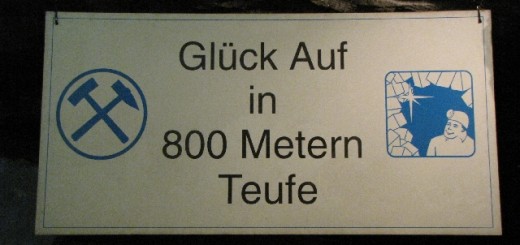 Glück Auf
in
800 Metern
Teufe